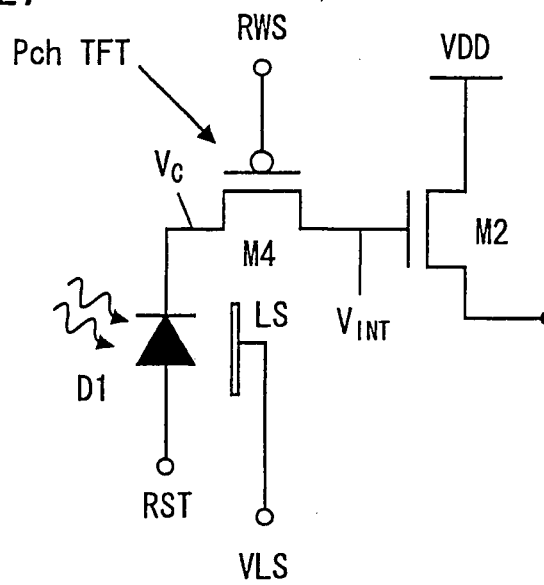 RWS
Pch TFT
VDD
VC
M4
M2
LS
VINT
D1
RST
VLS